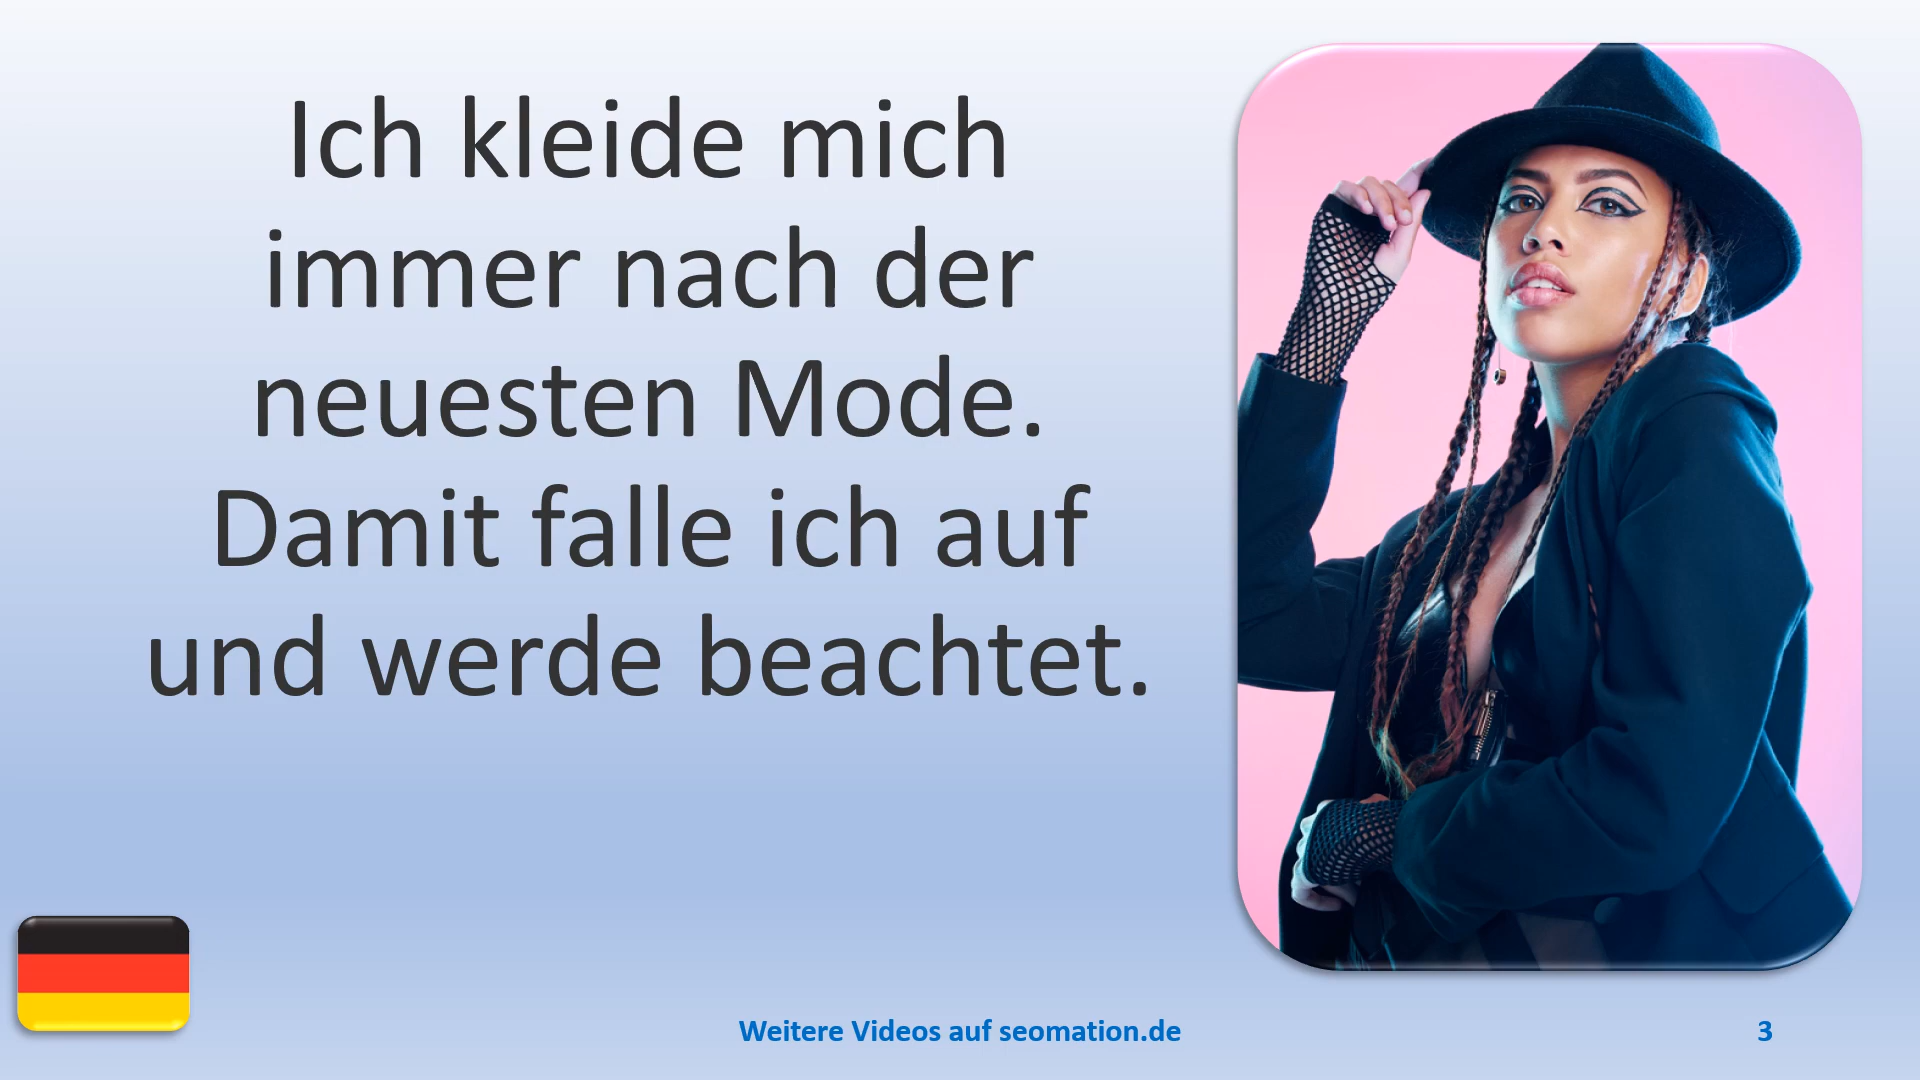 Ich kleide mich
immer nach der
neuesten Mode.
Damit falle ich auf
und werde beachtet.
Weitere Videos auf seomation.de
3